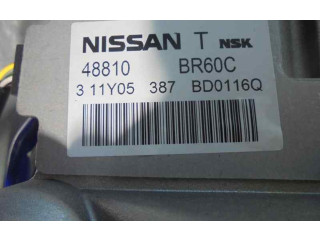 NISSAN T NSK
48810 BR60C
3 11Y05 387 BD0116Q